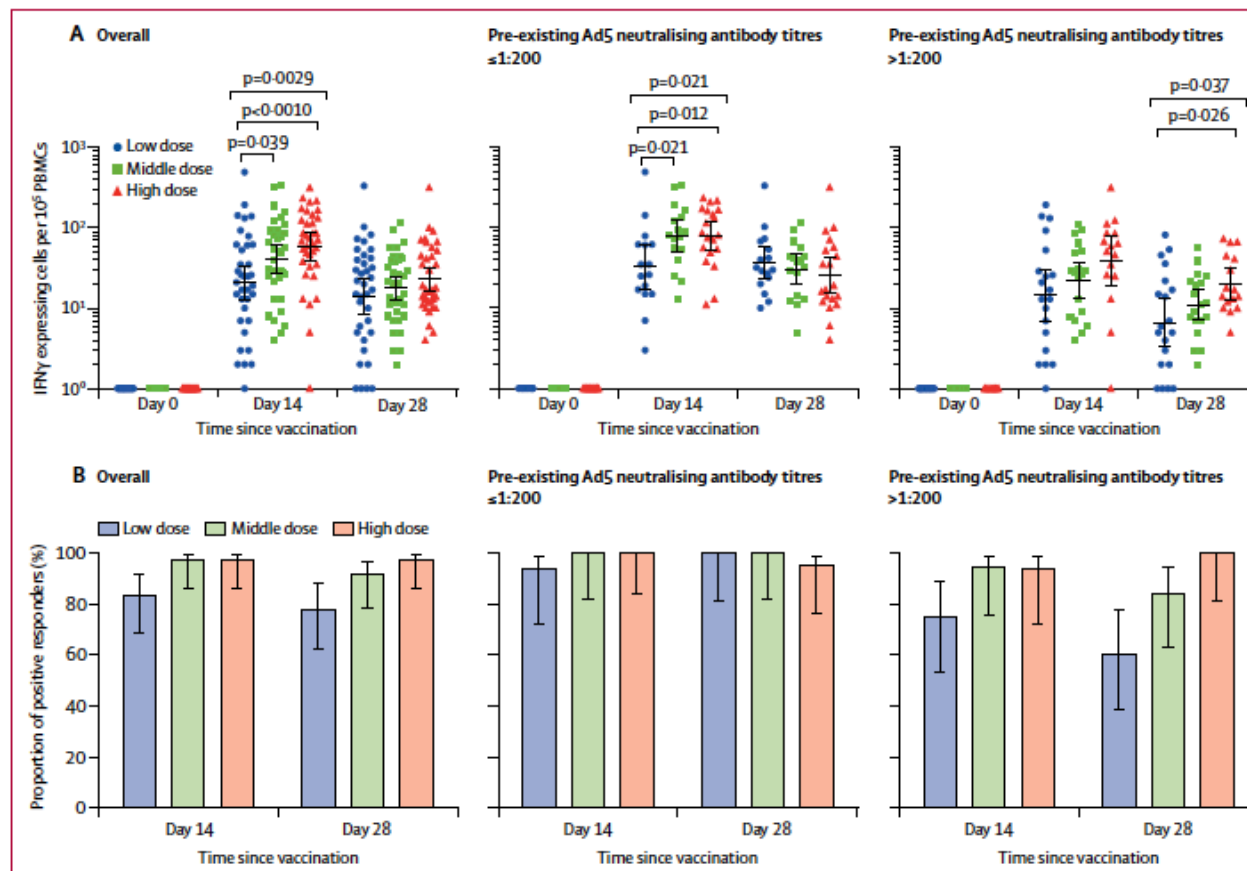 A Overall
Pre-existing Ad5 neutralising antibody titres
≤1:200
Pre-existing Ad5 neutralising antibody titres
>1:200
p=0·0029
p<0·0010
p=0·039
p=0·021
p=0·012
p=0·021
p=0·037
p=0·026
Low dose
Middle dose
High dose
IFNγ expressing cells per 10⁵ PBMCs
10³
10²
10¹
10⁰
Day 0 Day 14 Day 28
Time since vaccination
Day 0 Day 14 Day 28
Time since vaccination
Day 0 Day 14 Day 28
Time since vaccination
B Overall
Pre-existing Ad5 neutralising antibody titres
≤1:200
Pre-existing Ad5 neutralising antibody titres
>1:200
Low dose Middle dose High dose
Proportion of positive responders (%)
100
80
60
40
20
0
Day 14 Day 28
Time since vaccination
Day 14 Day 28
Time since vaccination
Day 14 Day 28
Time since vaccination